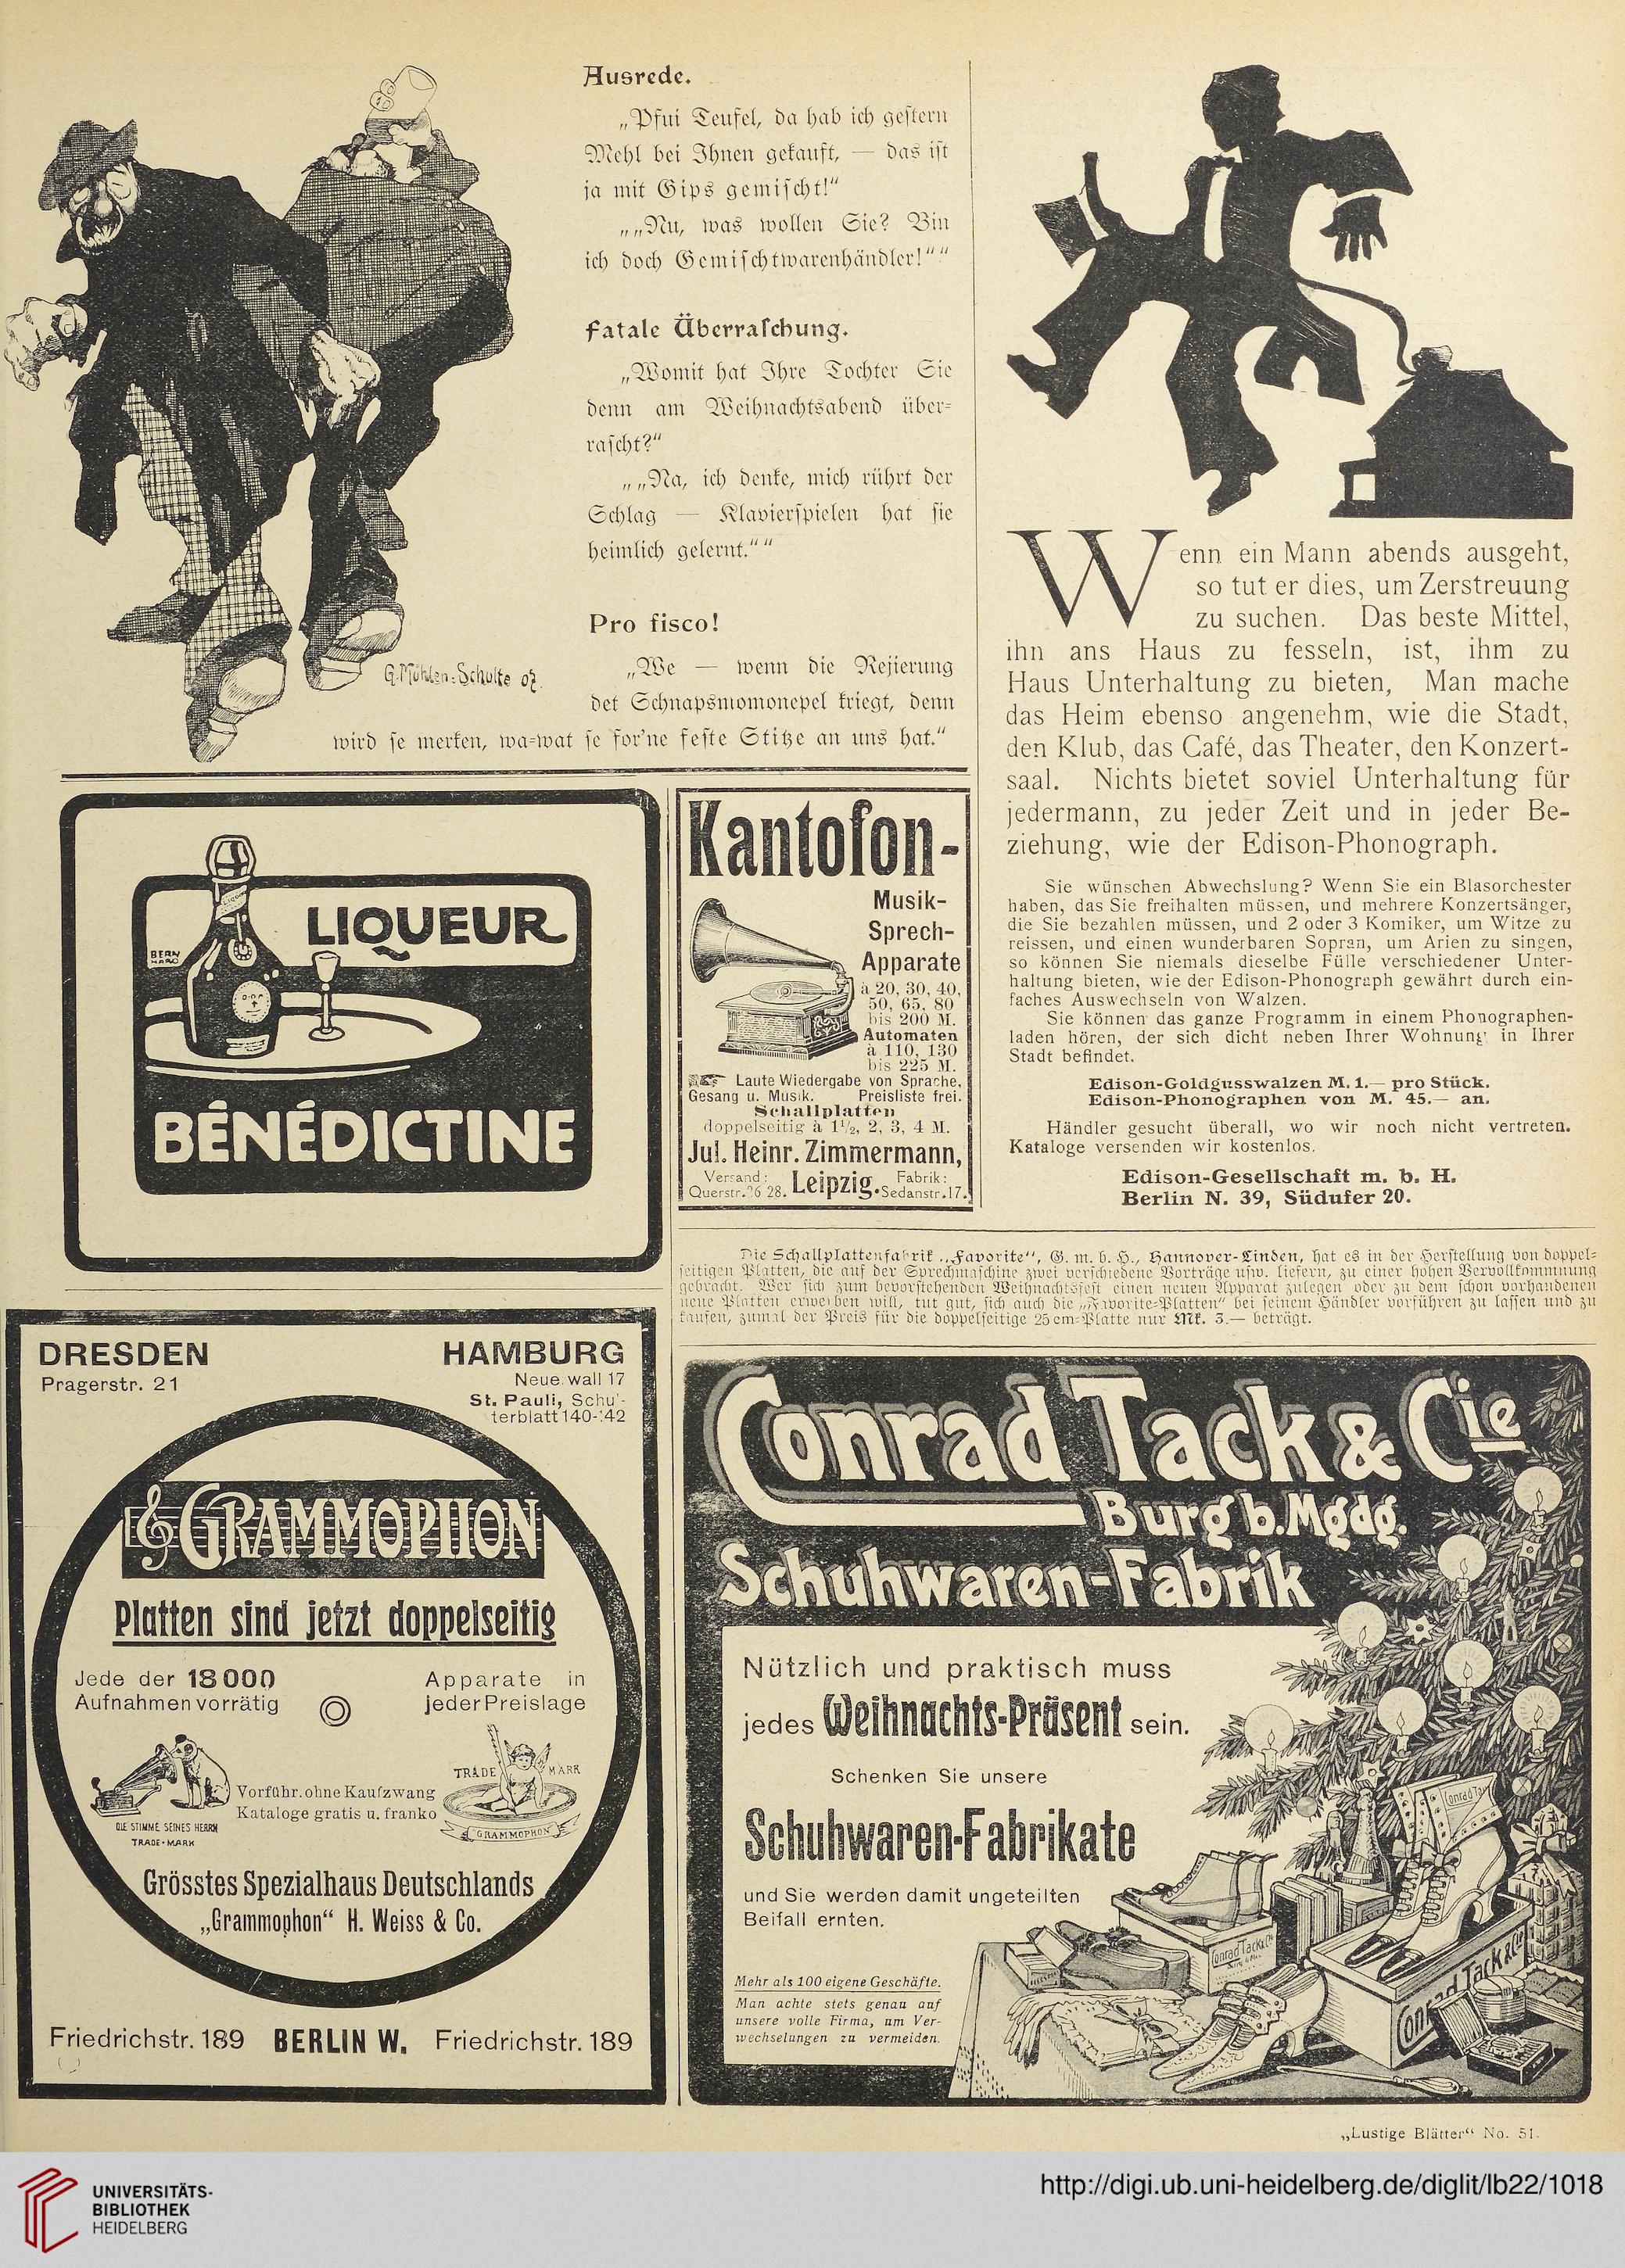 Ausrede.
„Pfui Teufel, da hab ich gestern
Mehl bei Ihnen gekauft, — das ist
ja mit Gips gemischt!“
„„Nu, was wollen Sie? Bin
ich doch Gemischtwarenhändler!““
Fatale Überraschung.
„Womit hat Ihre Tochter Sie
denn am Weihnachtsabend über-
rascht?“
„„Na, ich denke, mich rührt der
Schlag — Klavierspielen hat sie
heimlich gelernt.““
Pro fisco!
„We — wenn die Rejierung
det Schnapsmomonepel kriegt, denn
wird se merken, wa-wat se for'ne feste Stitze an uns hat.“
G. Mühlen-Schulte 07.
Wenn ein Mann abends ausgeht,
so tut er dies, um Zerstreuung
zu suchen. Das beste Mittel,
ihn ans Haus zu fesseln, ist, ihm zu
Haus Unterhaltung zu bieten, Man mache
das Heim ebenso angenehm, wie die Stadt,
den Klub, das Café, das Theater, den Konzert-
saal. Nichts bietet soviel Unterhaltung für
jedermann, zu jeder Zeit und in jeder Be-
ziehung, wie der Edison-Phonograph.
Sie wünschen Abwechslung? Wenn Sie ein Blasorchester
haben, das Sie freihalten müssen, und mehrere Konzertsänger,
die Sie bezahlen müssen, und 2 oder 3 Komiker, um Witze zu
reissen, und einen wunderbaren Sopran, um Arien zu singen,
so können Sie niemals dieselbe Fülle verschiedener Unter-
haltung bieten, wie der Edison-Phonograph gewährt durch ein-
faches Auswechseln von Walzen.
Sie können das ganze Programm in einem Phonographen-
laden hören, der sich dicht neben Ihrer Wohnung in Ihrer
Stadt befindet.
Edison-Goldgusswalzen M. 1.— pro Stück.
Edison-Phonographen von M. 45.— an.
Händler gesucht überall, wo wir noch nicht vertreten.
Kataloge versenden wir kostenlos.
Edison-Gesellschaft m. b. H.
Berlin N. 39, Südufer 20.
LIQUEUR
BERN
HARD
BÉNÉDICTINE
Kantofon-
Musik-
Sprech-
Apparate
à 20, 30, 40,
50, 65, 80
bis 200 M.
Automaten
à 110, 130
bis 225 M.
Laute Wiedergabe von Sprache,
Gesang u. Musik. Preisliste frei.
Schallplatten
doppelseitig à 1½, 2, 3, 4 M.
Jul. Heinr. Zimmermann,
Versand: Leipzig. Fabrik:
Querstr. 26 28. Sedanstr. 17.
Die Schallplattenfabrik „Favorite“, G. m. b. H., Hannover-Linden, hat es in der Herstellung von doppel-
seitigen Platten, die auf der Sprechmaschine zwei verschiedene Vorträge usw. liefern, zu einer hohen Vervollkommnung
gebracht. Wer sich zum bevorstehenden Weihnachtsfest einen neuen Apparat zulegen oder zu dem schon vorhandenen
neue Platten erwerben will, tut gut, sich auch die „Favorite-Platten“ bei seinem Händler vorführen zu lassen und zu
kaufen, zumal der Preis für die doppelseitige 25 cm-Platte nur Mk. 3.— beträgt.
DRESDEN
Pragerstr. 21
HAMBURG
Neue wall 17
St. Pauli, Schul-
terblatt 140-142
GRAMMOPHON
Platten sind jetzt doppelseitig
Jede der 18000
Aufnahmen vorrätig
Apparate in
jeder Preislage
DIE STIMME SEINES HERRN
TRADE-MARK
Vorführ. ohne Kaufzwang
Kataloge gratis u. franko
TRADE MARK
GRAMMOPHON
Grösstes Spezialhaus Deutschlands
„Grammophon“ H. Weiss & Co.
Friedrichstr. 189 BERLIN W. Friedrichstr. 189
Conrad Tack & Cie
Burg b. Mgdg.
Schuhwaren-Fabrik
Nützlich und praktisch muss
jedes Weihnachts-Präsent sein.
Schenken Sie unsere
Schuhwaren-Fabrikate
und Sie werden damit ungeteilten
Beifall ernten.
Mehr als 100 eigene Geschäfte.
Man achte stets genau auf
unsere volle Firma, um Ver-
wechselungen zu vermeiden.
Conrad Tack & Cie
Conrad Tack & Cie
„Lustige Blätter“ No. 51.
UNIVERSITÄTS-
BIBLIOTHEK
HEIDELBERG
http://digi.ub.uni-heidelberg.de/diglit/lb22/1018